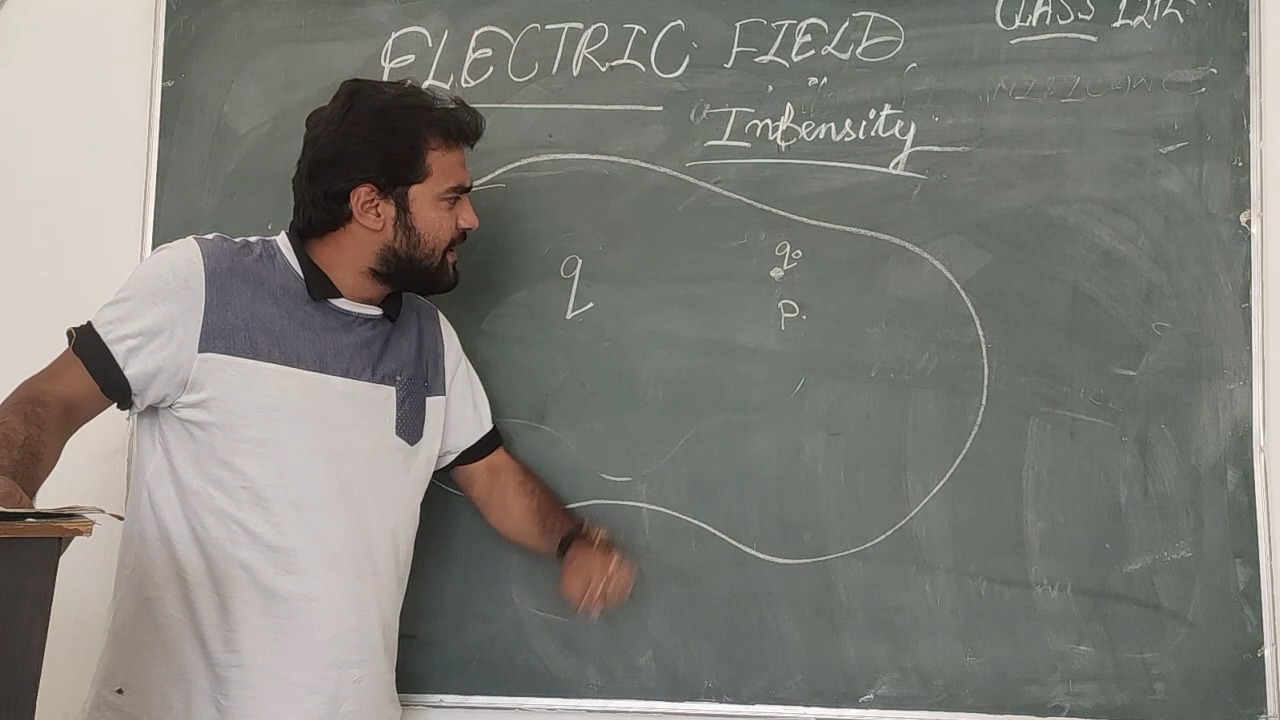 CLASS 12th
ELECTRIC FIELD
Intensity
q₀
q
P.